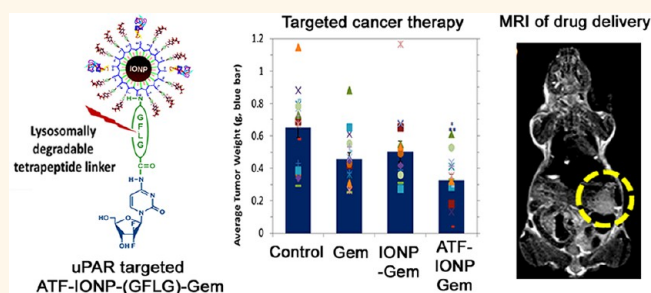 IONP
H-N
GFLG
C=O
N-H
N
N
O
HO
O
F
F
OH
Lysosomally
degradable
tetrapeptide linker
uPAR targeted
ATF-IONP-(GFLG)-Gem
Targeted cancer therapy
Average Tumor Weight (g, blue bar)
1.2
1
0.8
0.6
0.4
0.2
0
Control
Gem
IONP
-Gem
ATF-
IONP
Gem
MRI of drug delivery